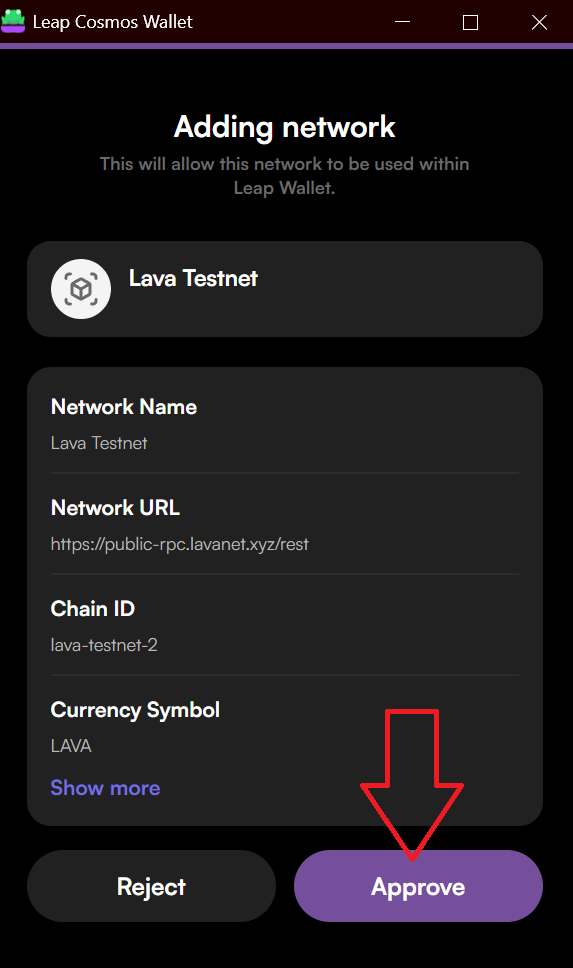 Leap Cosmos Wallet
Adding network
This will allow this network to be used within
Leap Wallet.
Lava Testnet
Network Name
Lava Testnet
Network URL
https://public-rpc.lavanet.xyz/rest
Chain ID
lava-testnet-2
Currency Symbol
LAVA
Show more
Reject
Approve